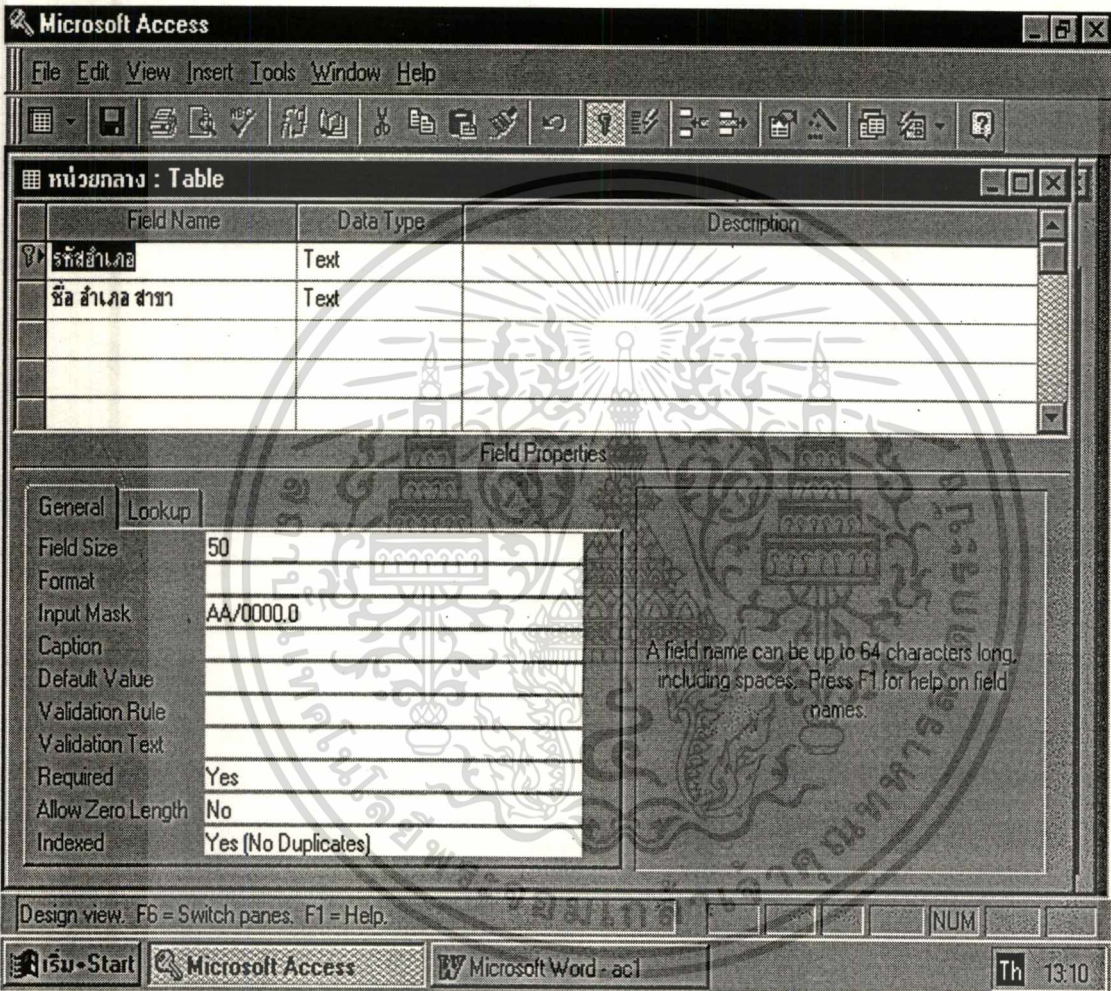 Microsoft Access
File Edit View Insert Tools Window Help
หน่วยกลาง : Table
Field Name Data Type Description
รหัสอำเภอ Text
ชื่อ อำเภอ สาขา Text
Field Properties
General Lookup
Field Size 50
Format
Input Mask AA/0000.0
Caption
Default Value
Validation Rule
Validation Text
Required Yes
Allow Zero Length No
Indexed Yes (No Duplicates)
A field name can be up to 64 characters long,
including spaces. Press F1 for help on field
names.
Design view. F6 = Switch panes. F1 = Help. NUM
เริ่ม-Start Microsoft Access Microsoft Word - ac1 Th 13:10